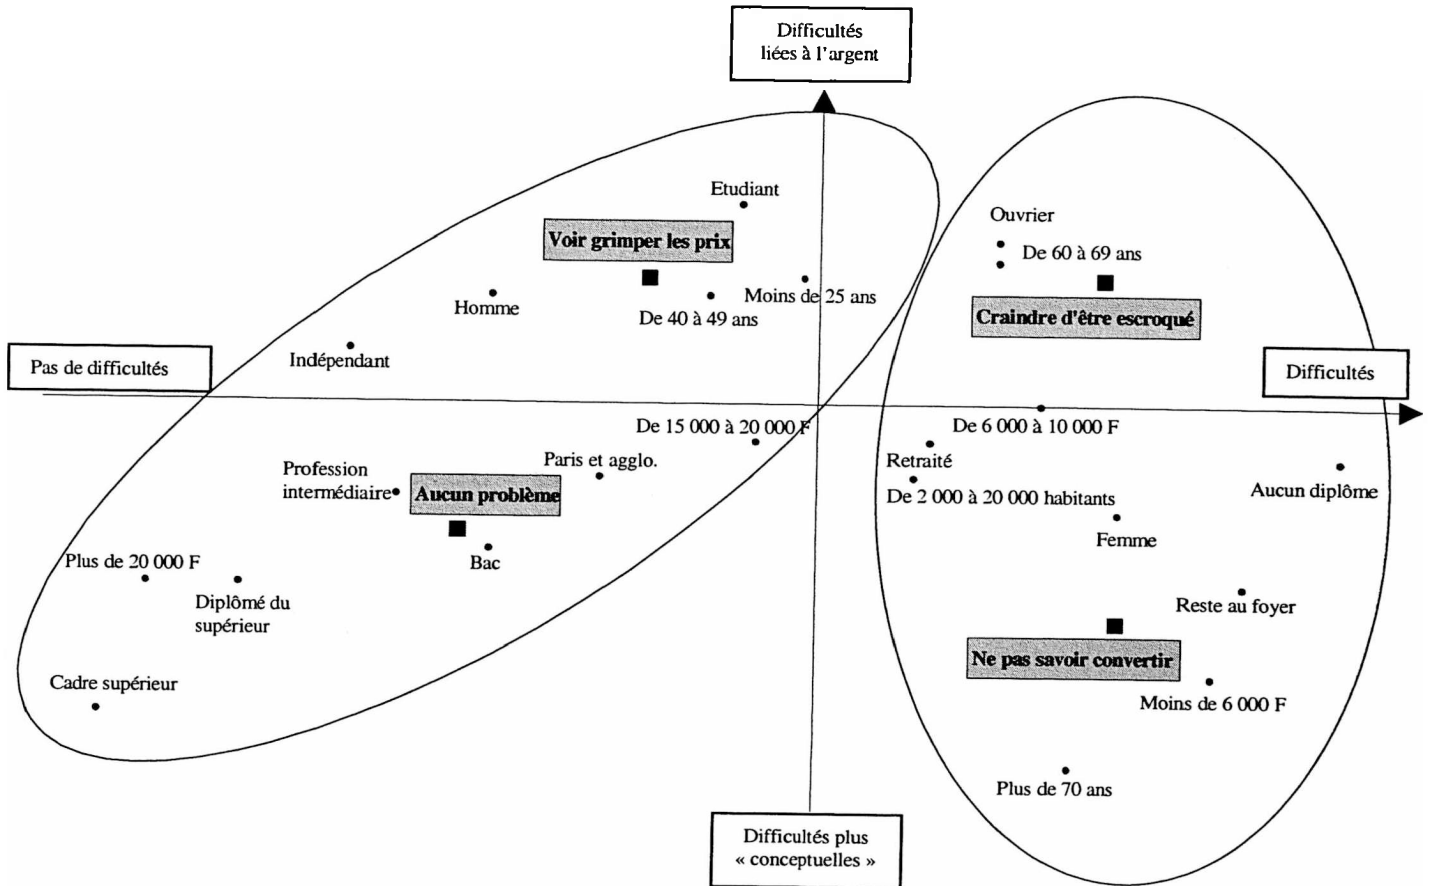 Difficultés
liées à l'argent
Etudiant
Voir grimper les prix
Ouvrier
De 60 à 69 ans
Homme
De 40 à 49 ans
Moins de 25 ans
Craindre d'être escroqué
Indépendant
Pas de difficultés
Difficultés
De 15 000 à 20 000 F
De 6 000 à 10 000 F
Paris et agglo.
Retraité
Profession
intermédiaire
Aucun problème
De 2 000 à 20 000 habitants
Aucun diplôme
Femme
Bac
Plus de 20 000 F
Diplômé du
supérieur
Reste au foyer
Ne pas savoir convertir
Cadre supérieur
Moins de 6 000 F
Plus de 70 ans
Difficultés plus
« conceptuelles »